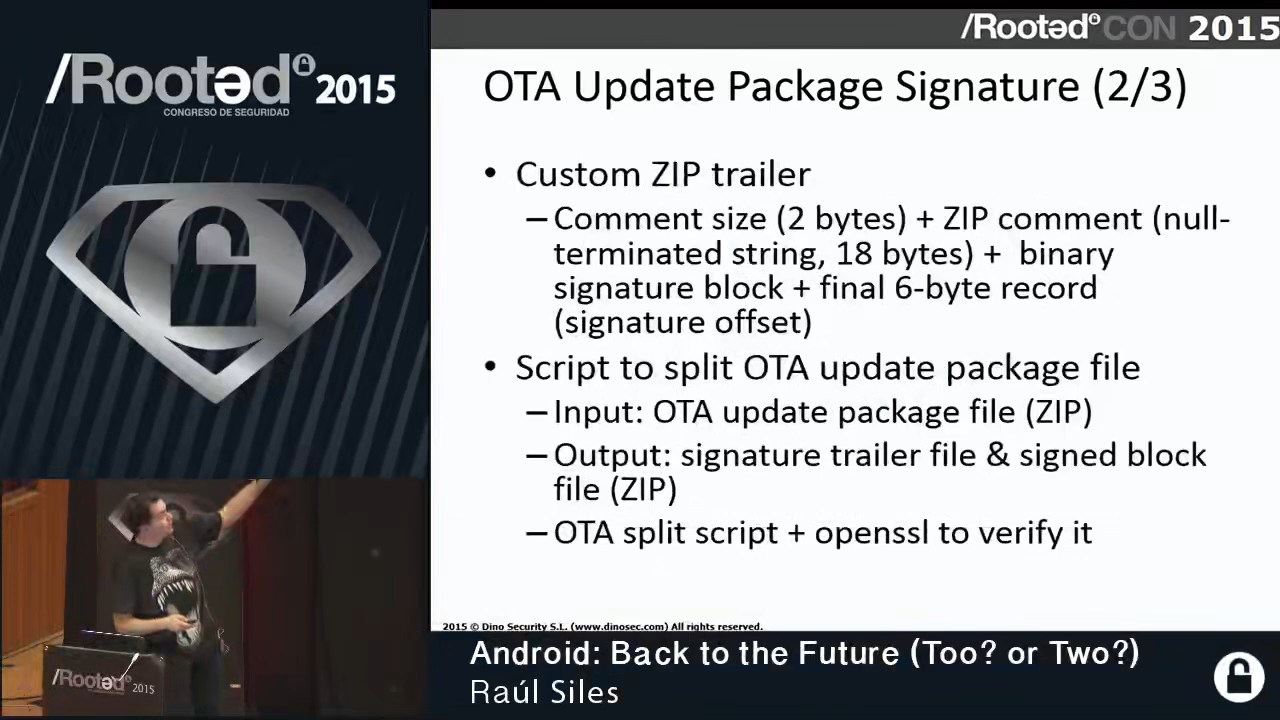 /Rootəd 2015
CONGRESO DE SEGURIDAD
/Rootəd CON 2015
OTA Update Package Signature (2/3)
• Custom ZIP trailer
– Comment size (2 bytes) + ZIP comment (null-
terminated string, 18 bytes) +  binary
signature block + final 6-byte record
(signature offset)
• Script to split OTA update package file
– Input: OTA update package file (ZIP)
– Output: signature trailer file & signed block
file (ZIP)
– OTA split script + openssl to verify it
2015 © Dino Security S.L. (www.dinosec.com) All rights reserved.
/Rootəd 2015
Android: Back to the Future (Too? or Two?)
Raúl Siles